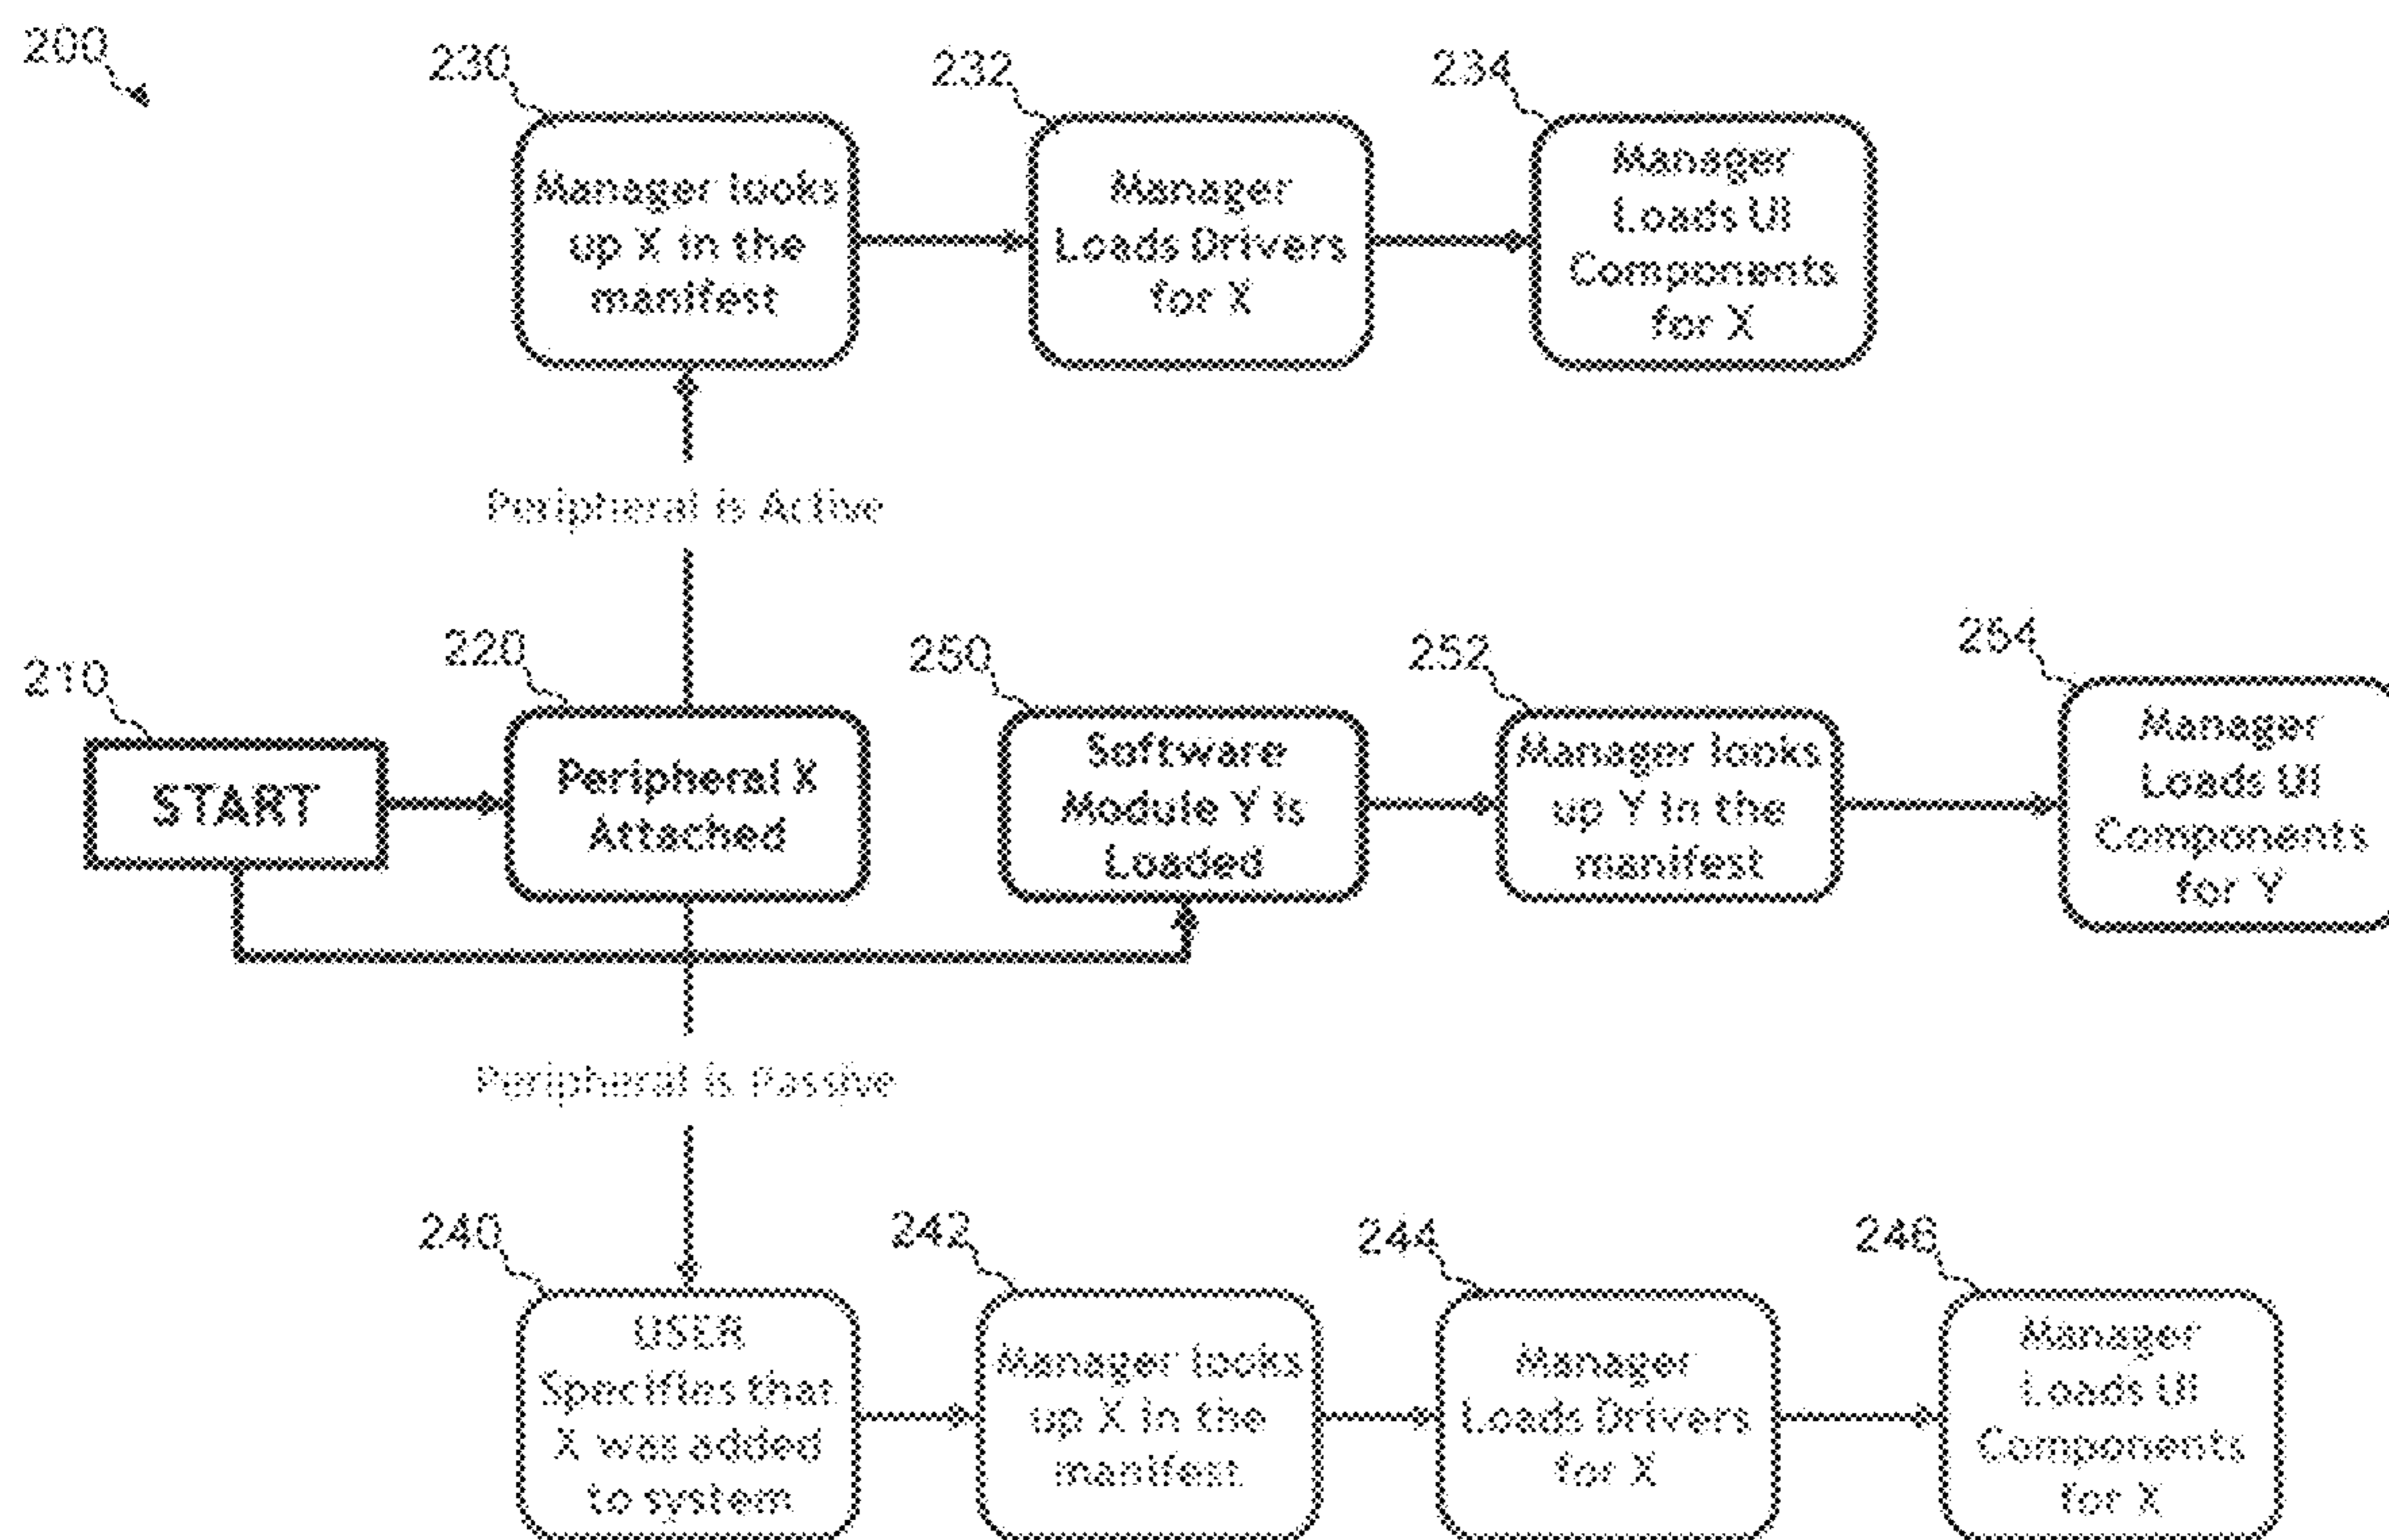 200
230
232
234
Manager looks
up X in the
manifest
Manager
Loads Drivers
for X
Manager
Loads UI
Components
for X
Peripheral is Active
210
220
250
252
254
START
Peripheral X
Attached
Software
Module Y is
Loaded
Manager looks
up Y in the
manifest
Manager
Loads UI
Components
for Y
Peripheral is Passive
240
242
244
246
USER
Specifies that
X was added
to system
Manager looks
up X in the
manifest
Manager
Loads Drivers
for X
Manager
Loads UI
Components
for X